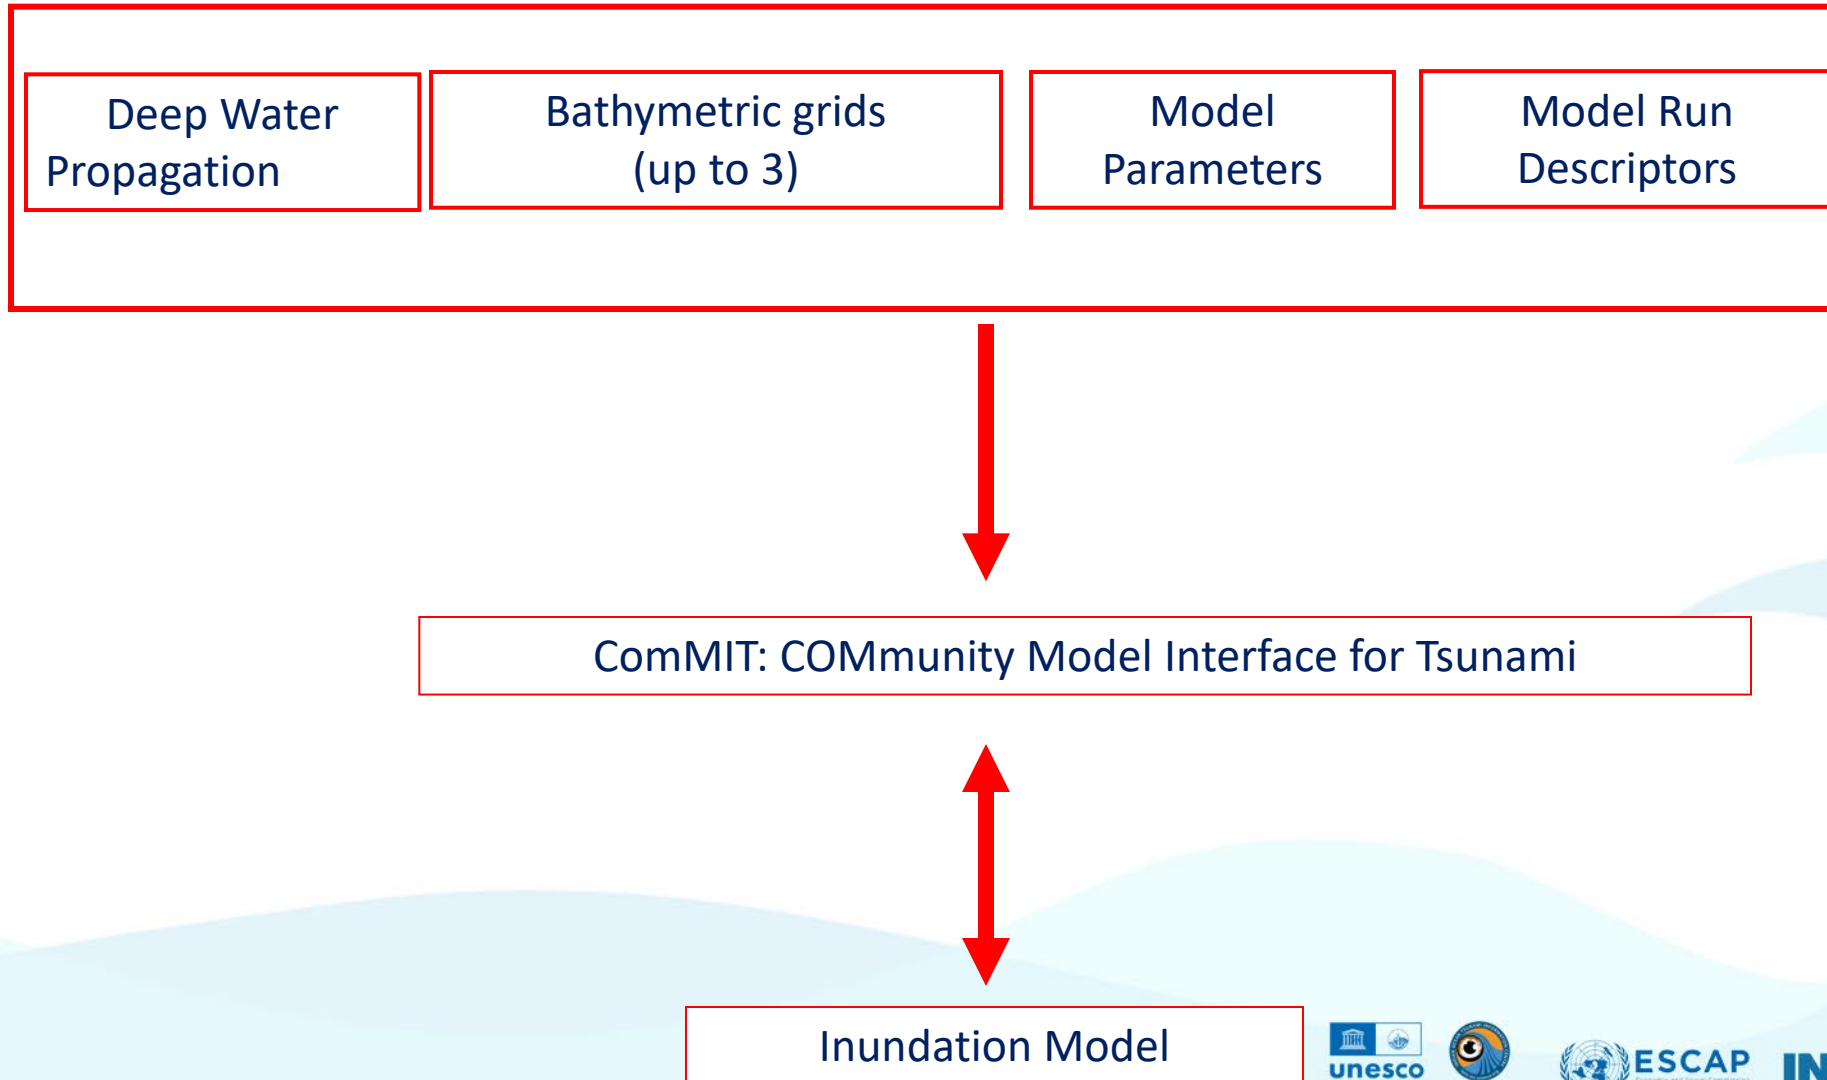 Deep Water
Propagation
Bathymetric grids
(up to 3)
Model
Parameters
Model Run
Descriptors
ComMIT: COMmunity Model Interface for Tsunami
Inundation Model
unesco
ESCAP